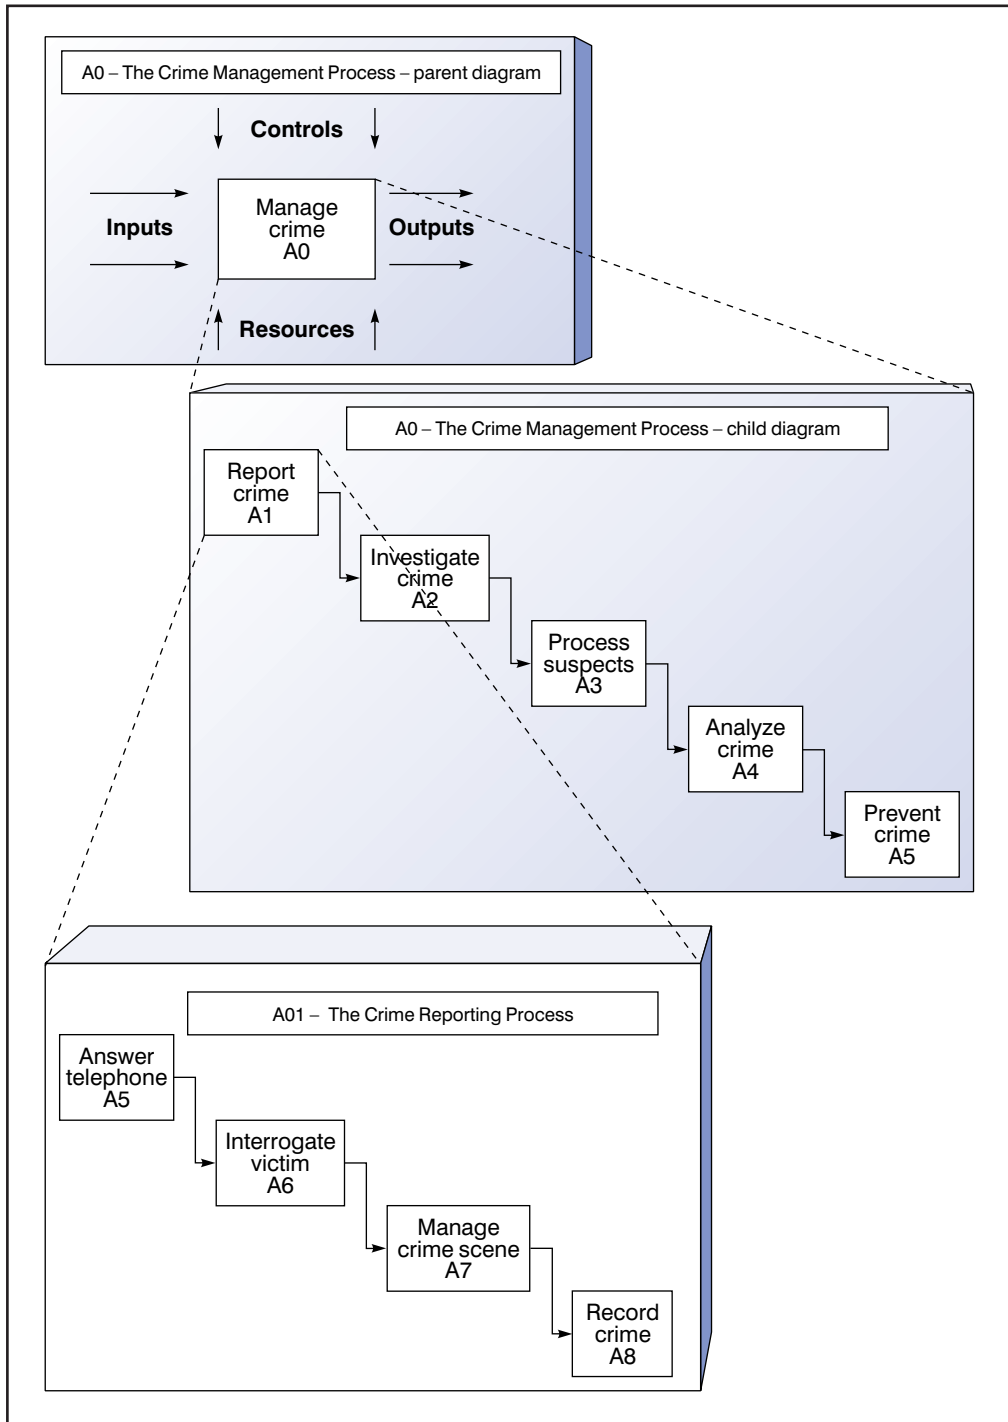 A0 – The Crime Management Process – parent diagram
Controls
Inputs
Manage
crime
A0
Outputs
Resources
A0 – The Crime Management Process – child diagram
Report
crime
A1
Investigate
crime
A2
Process
suspects
A3
Analyze
crime
A4
Prevent
crime
A5
A01 – The Crime Reporting Process
Answer
telephone
A5
Interrogate
victim
A6
Manage
crime scene
A7
Record
crime
A8